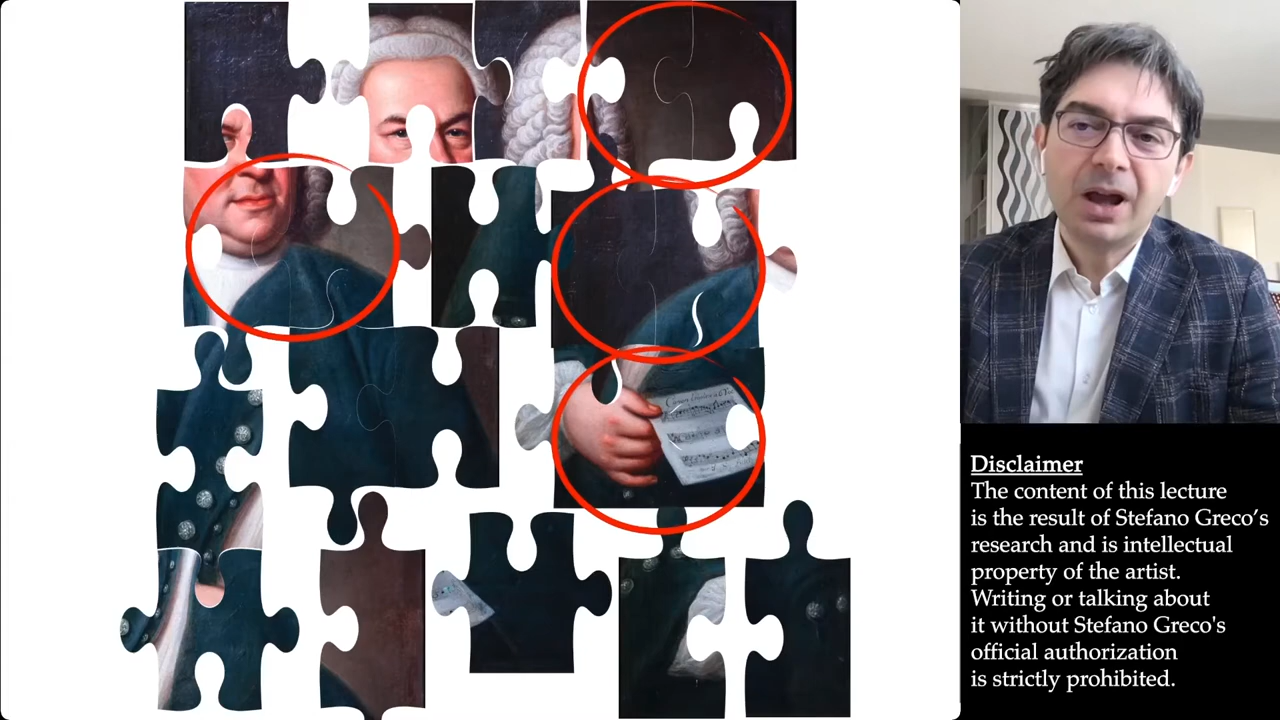 Disclaimer
The content of this lecture
is the result of Stefano Greco’s
research and is intellectual
property of the artist.
Writing or talking about
it without Stefano Greco's
official authorization
is strictly prohibited.